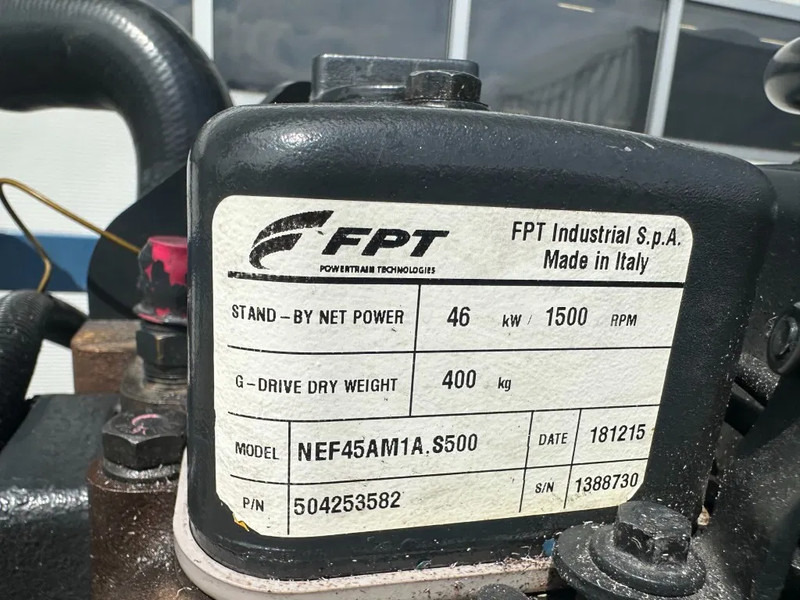 FPT
POWERTRAIN TECHNOLOGIES
FPT Industrial S.p.A.
Made in Italy
STAND-BY NET POWER 46 kW / 1500 RPM
G-DRIVE DRY WEIGHT 400 kg
MODEL NEF45AM1A.S500 DATE 181215
P/N 504253582 S/N 1388730